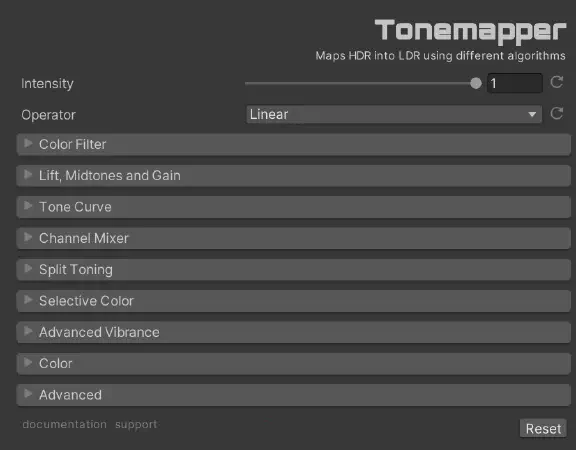 Tonemapper
Maps HDR into LDR using different algorithms
Intensity 1
Operator Linear
Color Filter
Lift, Midtones and Gain
Tone Curve
Channel Mixer
Split Toning
Selective Color
Advanced Vibrance
Color
Advanced
documentation support Reset